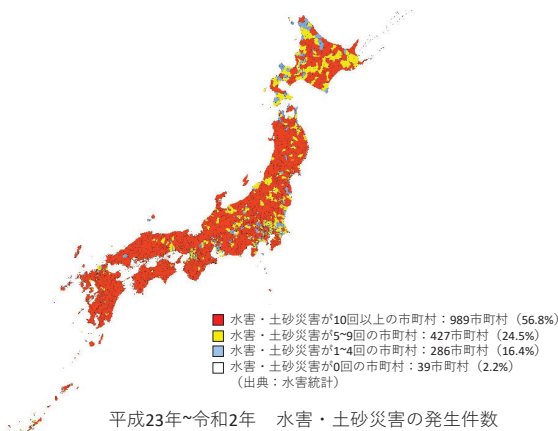 水害・土砂災害が10回以上の市町村：989市町村（56.8%）
水害・土砂災害が5~9回の市町村：427市町村（24.5%）
水害・土砂災害が1~4回の市町村：286市町村（16.4%）
水害・土砂災害が0回の市町村：39市町村（2.2%）
（出典：水害統計）
平成23年~令和2年　水害・土砂災害の発生件数